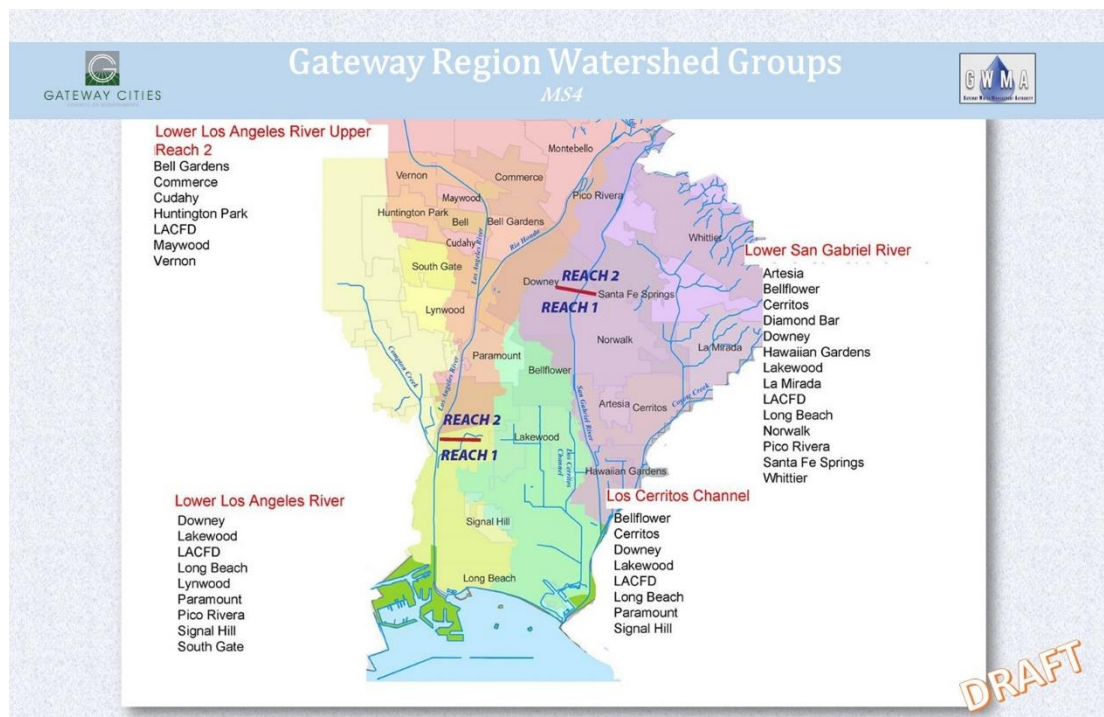 Gateway Region Watershed Groups
MS4
GATEWAY CITIES
GWMA
Lower Los Angeles River Upper
Reach 2
Bell Gardens
Commerce
Cudahy
Huntington Park
LACFD
Maywood
Vernon
Montebello
Vernon
Commerce
Pico Rivera
Maywood
Huntington Park
Bell
Bell Gardens
Cudahy
Rio Hondo
Los Angeles River
Whittier
South Gate
Downey
REACH 2
Santa Fe Springs
REACH 1
Lynwood
Norwalk
La Mirada
Paramount
Bellflower
Compton Creek
Los Angeles River
San Gabriel River
Artesia
Cerritos
Coyote Creek
REACH 2
REACH 1
Lakewood
Los Cerritos
Channel
Hawaiian Gardens
Signal Hill
Long Beach
Lower San Gabriel River
Artesia
Bellflower
Cerritos
Diamond Bar
Downey
Hawaiian Gardens
Lakewood
La Mirada
LACFD
Long Beach
Norwalk
Pico Rivera
Santa Fe Springs
Whittier
Lower Los Angeles River
Downey
Lakewood
LACFD
Long Beach
Lynwood
Paramount
Pico Rivera
Signal Hill
South Gate
Los Cerritos Channel
Bellflower
Cerritos
Downey
Lakewood
LACFD
Long Beach
Paramount
Signal Hill
DRAFT